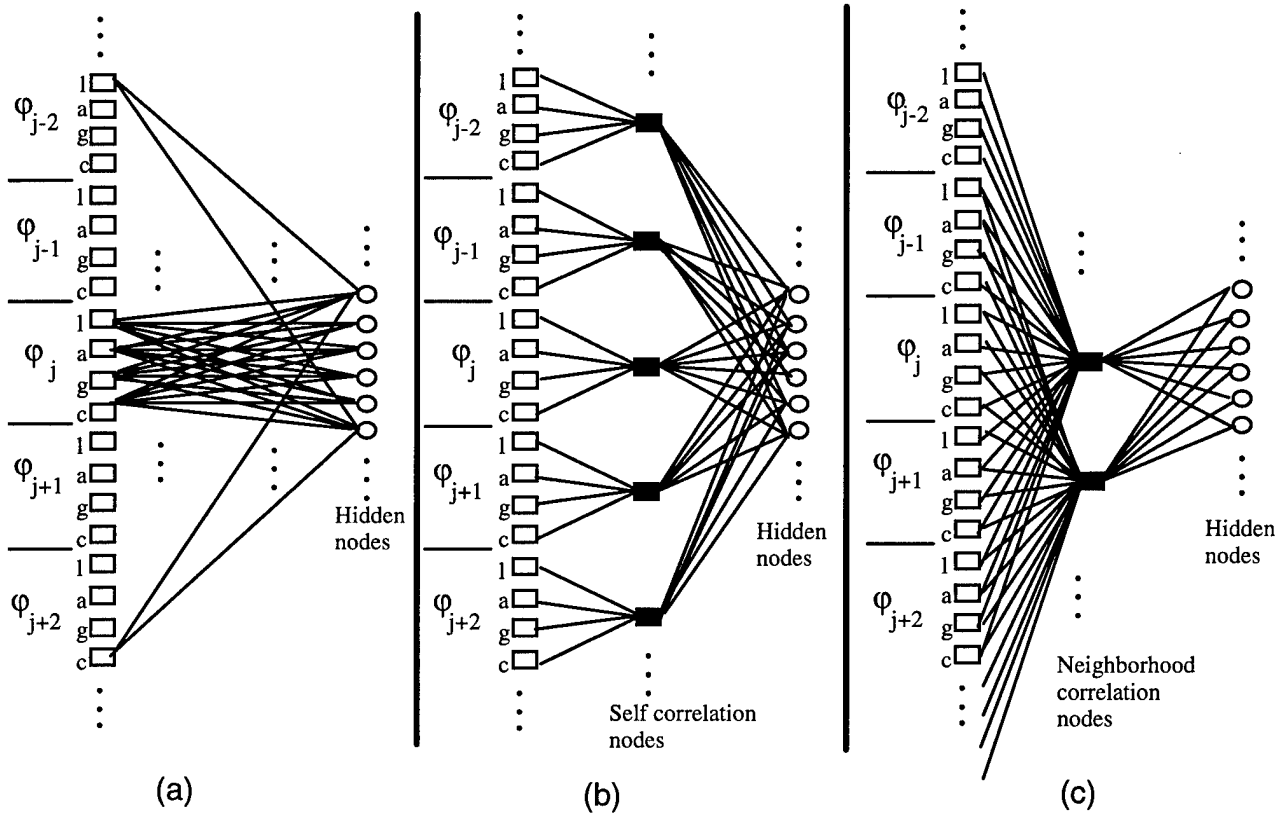 φj-2
l
a
g
c
φj-1
l
a
g
c
φj
l
a
g
c
φj+1
l
a
g
c
φj+2
l
a
g
c
Hidden
nodes
(a)
φj-2
l
a
g
c
φj-1
l
a
g
c
φj
l
a
g
c
φj+1
l
a
g
c
φj+2
l
a
g
c
Self correlation
nodes
Hidden
nodes
(b)
φj-2
l
a
g
c
φj-1
l
a
g
c
φj
l
a
g
c
φj+1
l
a
g
c
φj+2
l
a
g
c
Neighborhood
correlation
nodes
Hidden
nodes
(c)